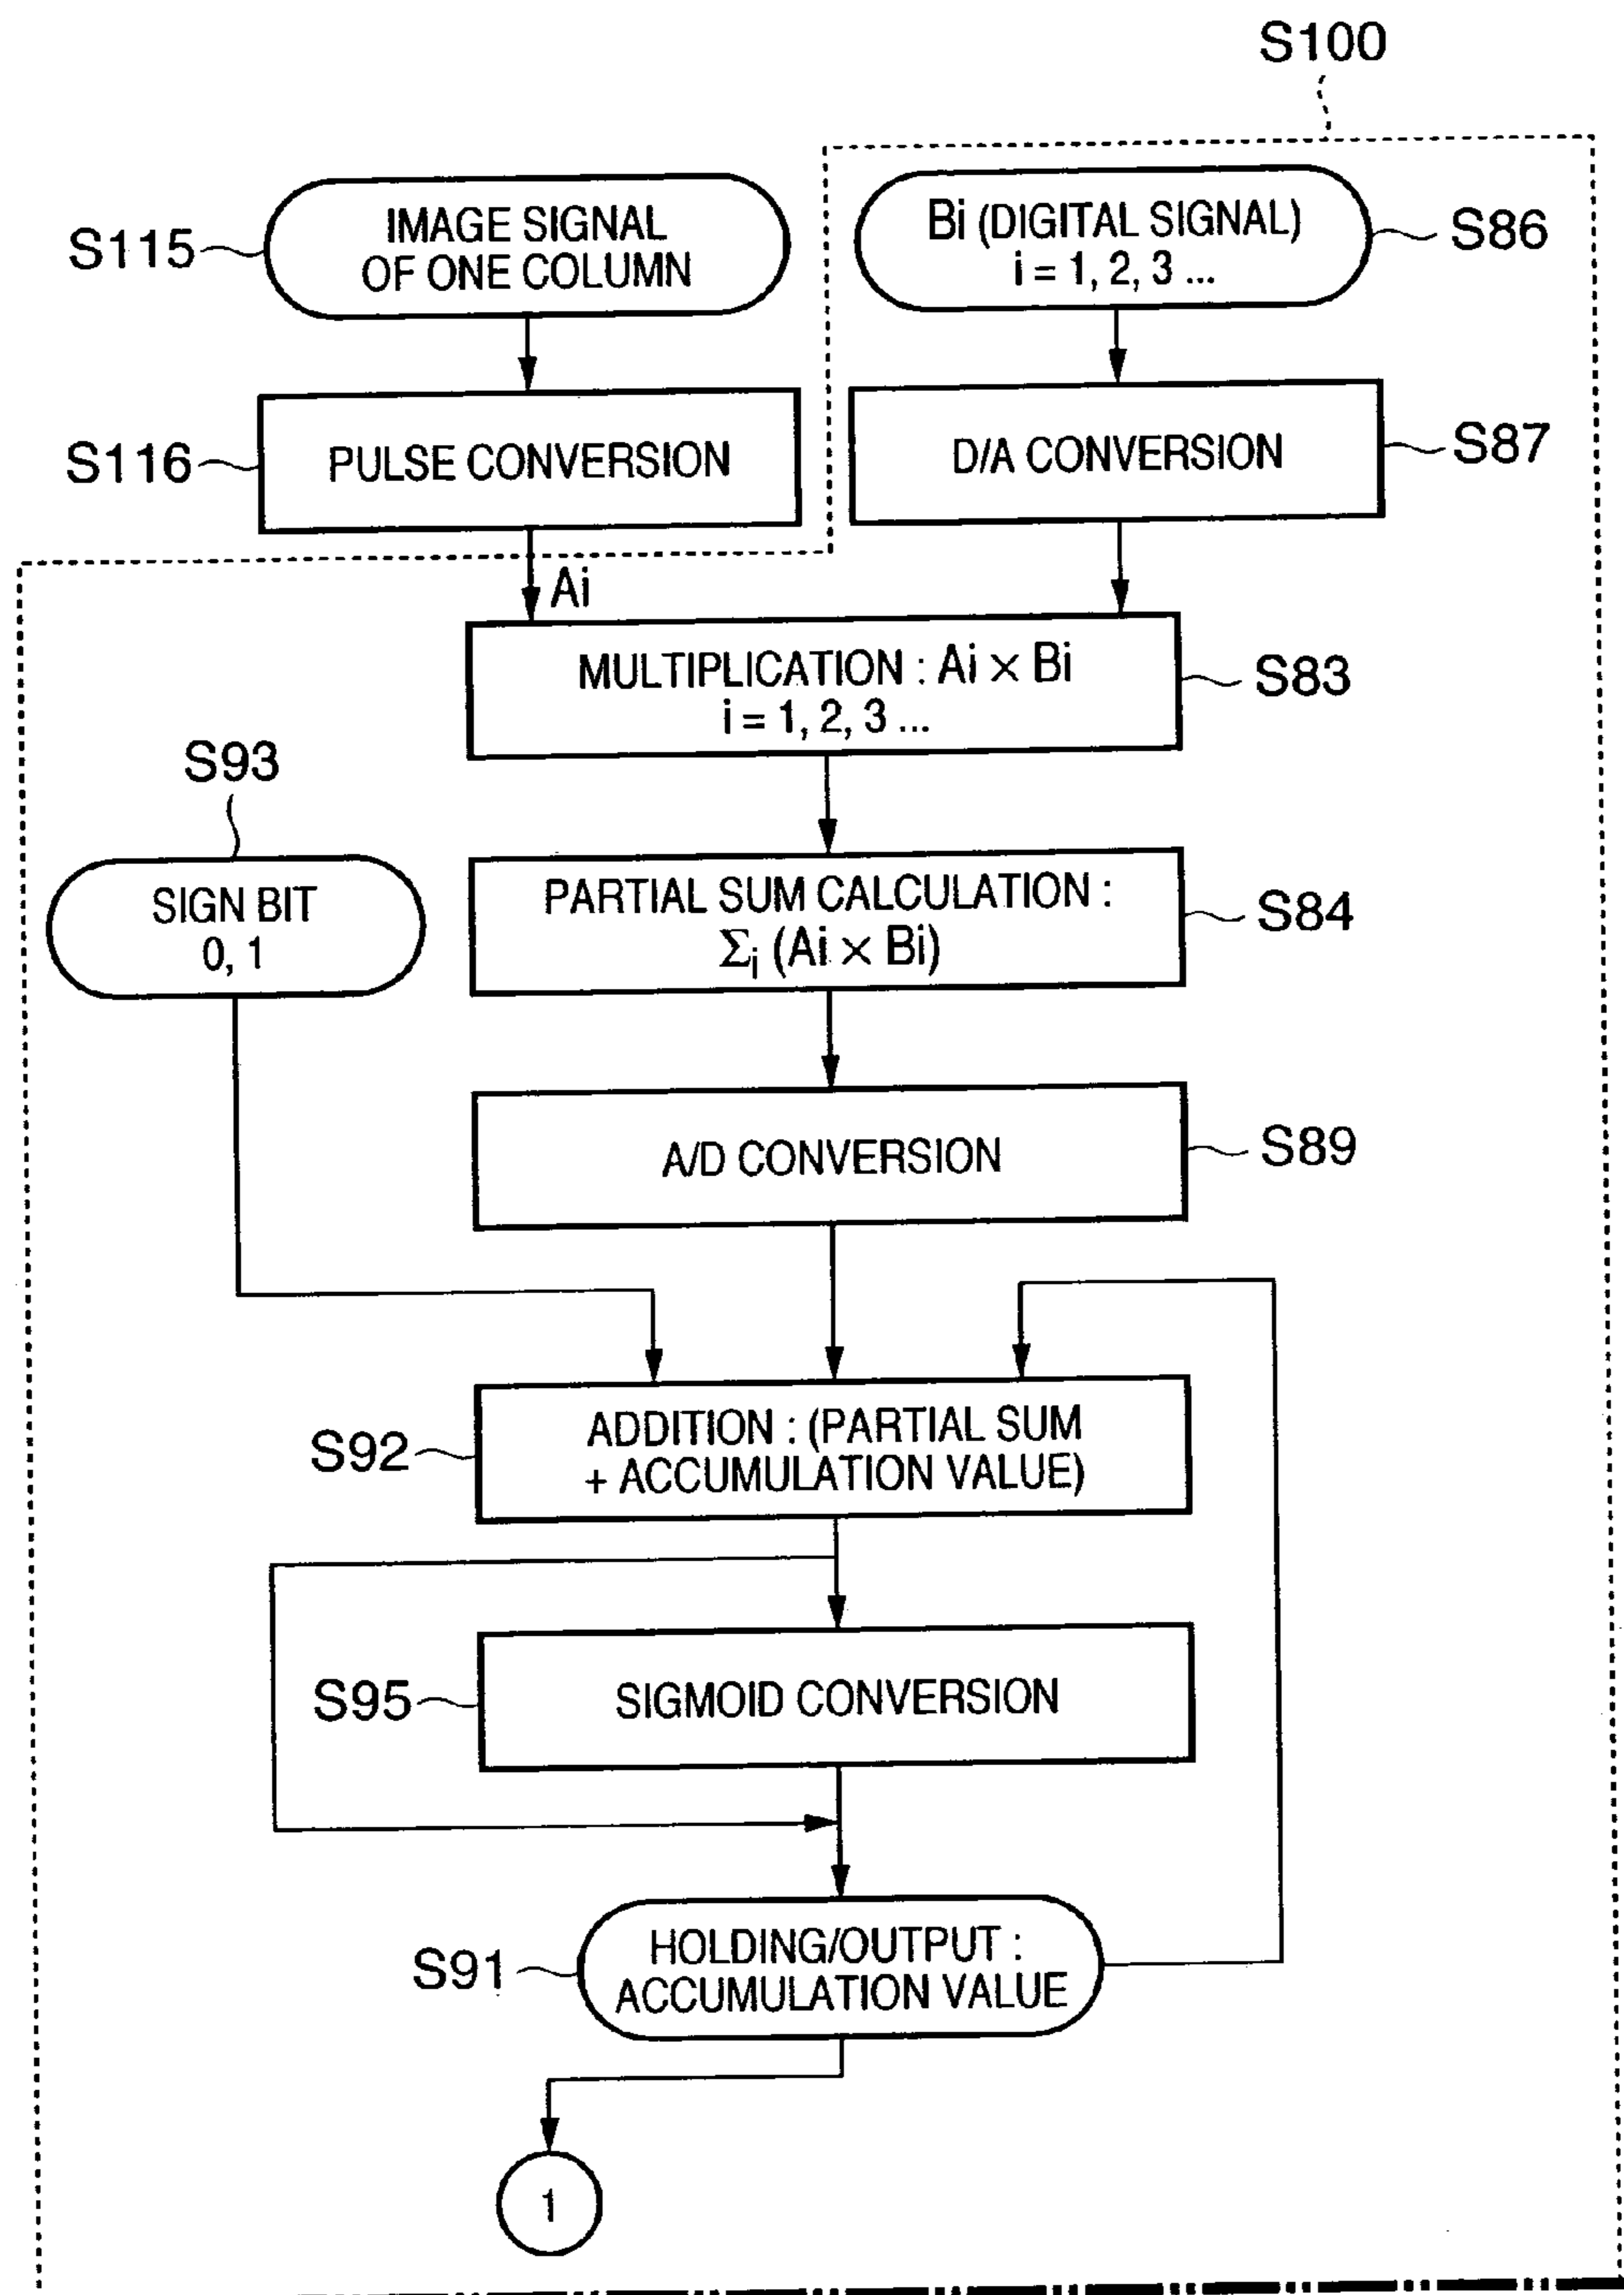 S100
S115
IMAGE SIGNAL
OF ONE COLUMN
Bi (DIGITAL SIGNAL)
i = 1, 2, 3 ...
S86
S116
PULSE CONVERSION
D/A CONVERSION
S87
Ai
MULTIPLICATION : Ai × Bi
i = 1, 2, 3 ...
S83
S93
SIGN BIT
0, 1
PARTIAL SUM CALCULATION :
Σi (Ai × Bi)
S84
A/D CONVERSION
S89
S92
ADDITION : (PARTIAL SUM
+ ACCUMULATION VALUE)
S95
SIGMOID CONVERSION
S91
HOLDING/OUTPUT :
ACCUMULATION VALUE
1